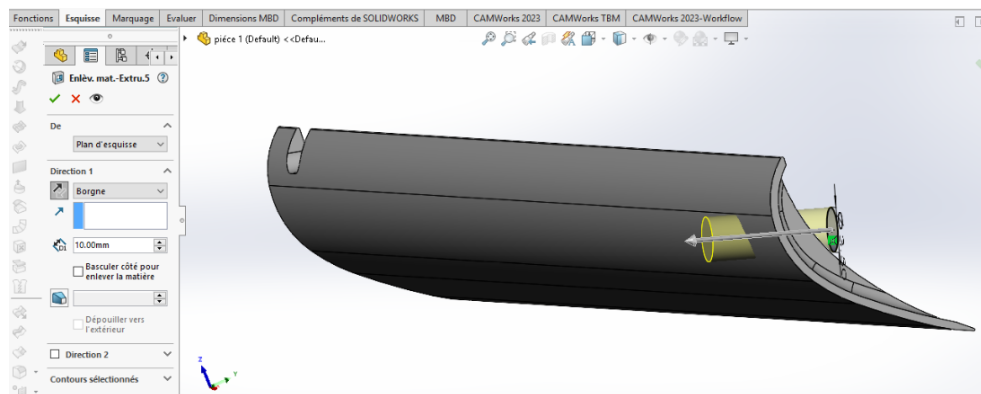 Fonctions Esquisse Marquage Evaluer Dimensions MBD Compléments de SOLIDWORKS MBD CAMWorks 2023 CAMWorks TBM CAMWorks 2023-Workflow
piéce 1 (Default) <<Defau...
Enlèv. mat.-Extru.5
De
Plan d'esquisse
Direction 1
Borgne
D1
10.00mm
Basculer côté pour
enlever la matière
Dépouiller vers
l'extérieur
Direction 2
Contours sélectionnés
Z
Y